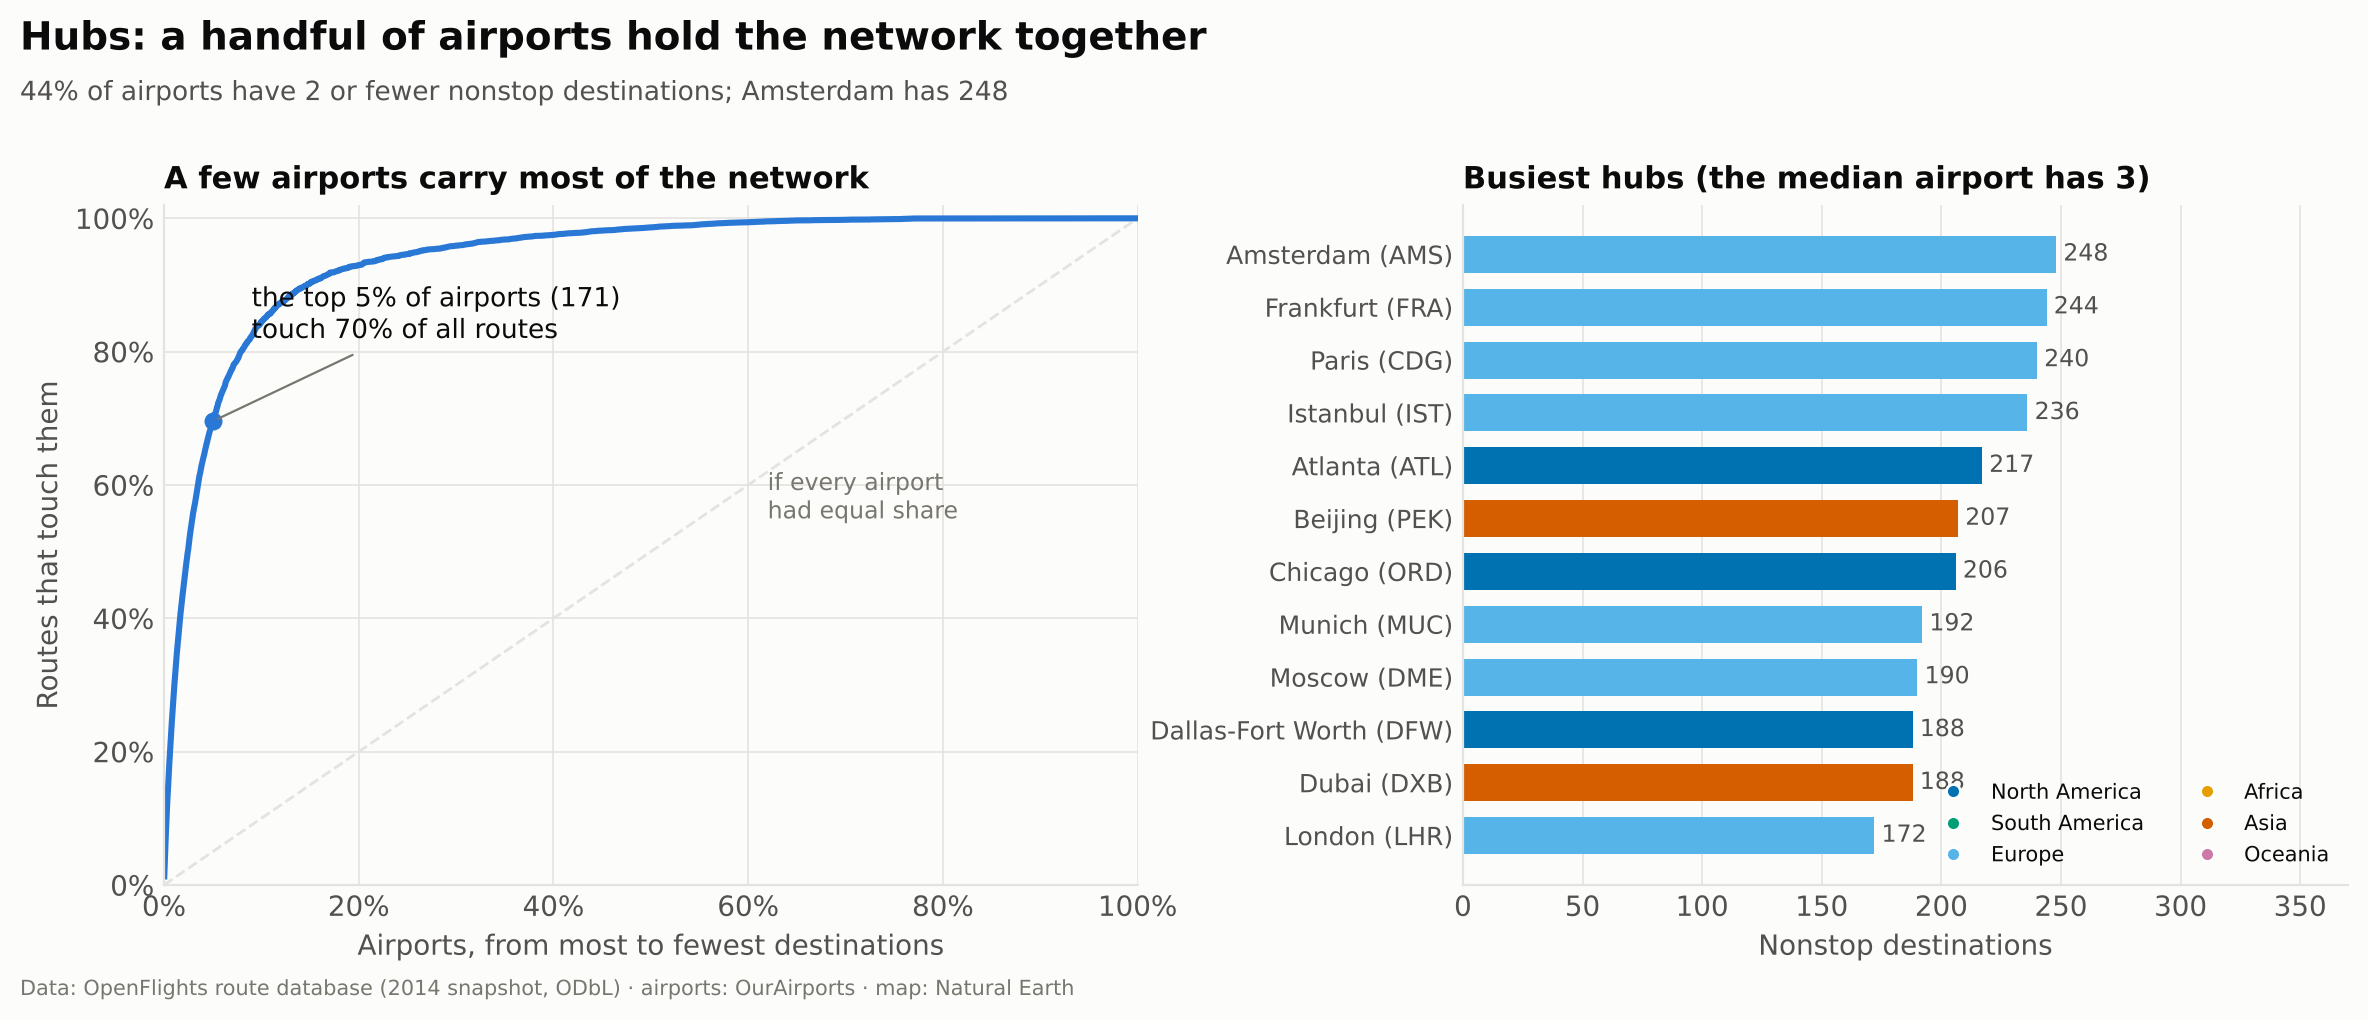 Hubs: a handful of airports hold the network together
44% of airports have 2 or fewer nonstop destinations; Amsterdam has 248
A few airports carry most of the network
100%
80%
60%
40%
20%
0%
Routes that touch them
the top 5% of airports (171)
touch 70% of all routes
if every airport
had equal share
0%
20%
40%
60%
80%
100%
Airports, from most to fewest destinations
Busiest hubs (the median airport has 3)
Amsterdam (AMS) 248
Frankfurt (FRA) 244
Paris (CDG) 240
Istanbul (IST) 236
Atlanta (ATL) 217
Beijing (PEK) 207
Chicago (ORD) 206
Munich (MUC) 192
Moscow (DME) 190
Dallas-Fort Worth (DFW) 188
Dubai (DXB) 188
London (LHR) 172
North America
South America
Europe
Africa
Asia
Oceania
0
50
100
150
200
250
300
350
Nonstop destinations
Data: OpenFlights route database (2014 snapshot, ODbL) · airports: OurAirports · map: Natural Earth